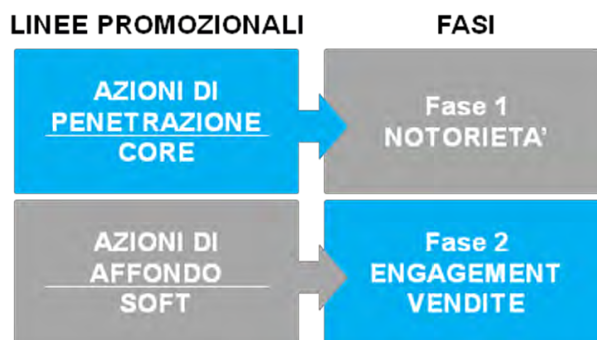 LINEE PROMOZIONALI
FASI
AZIONI DI
PENETRAZIONE
CORE
Fase 1
NOTORIETA'
AZIONI DI
AFFONDO
SOFT
Fase 2
ENGAGEMENT
VENDITE